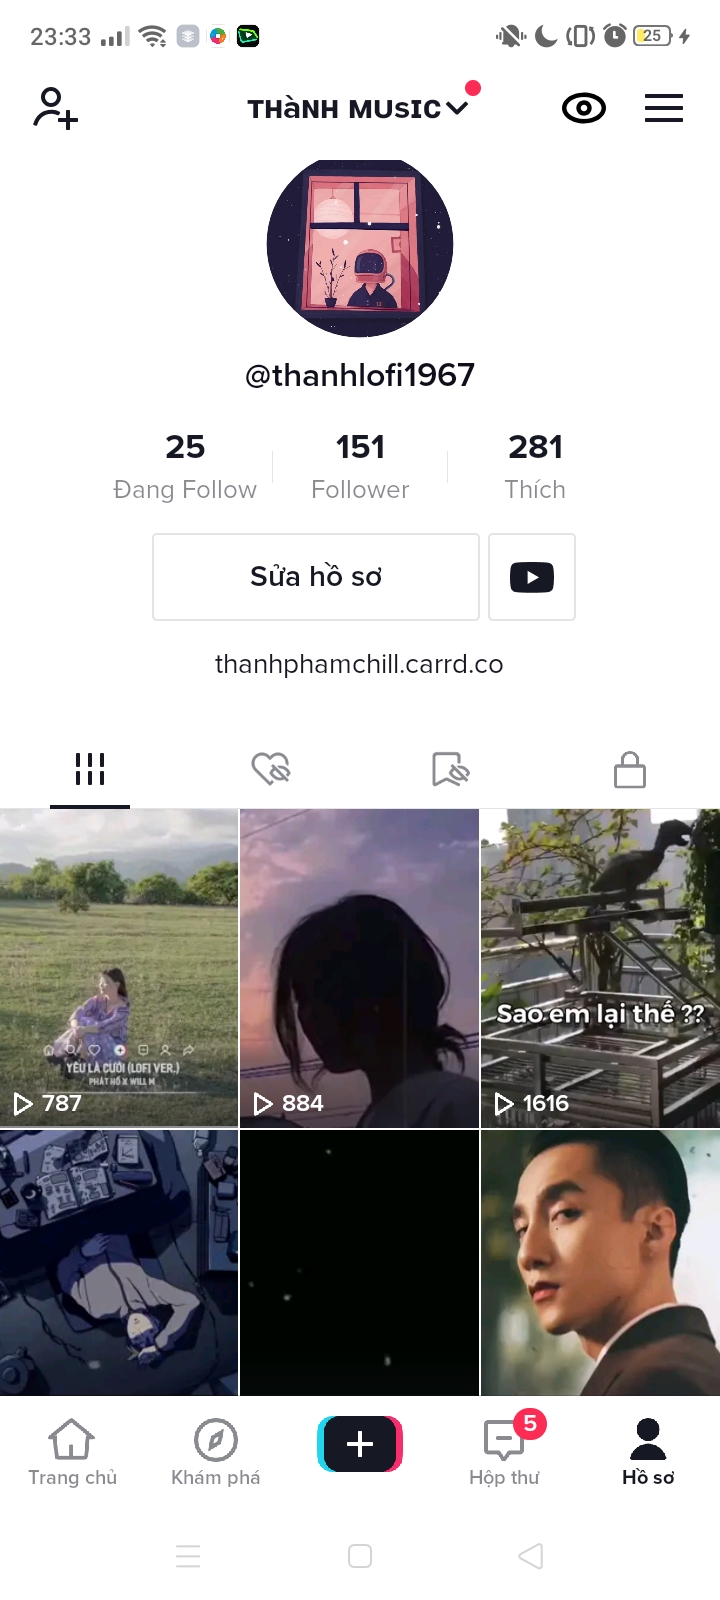 23:33
25
THàNH MUSIC
@thanhlofi1967
25
151
281
Đang Follow
Follower
Thích
Sửa hồ sơ
thanhphamchill.carrd.co
YÊU LÀ CƯỚI (LOFI VER.)
PHÁT HỒ X WILL M
787
884
Sao em lại thế ??
1616
5
Trang chủ
Khám phá
Hộp thư
Hồ sơ